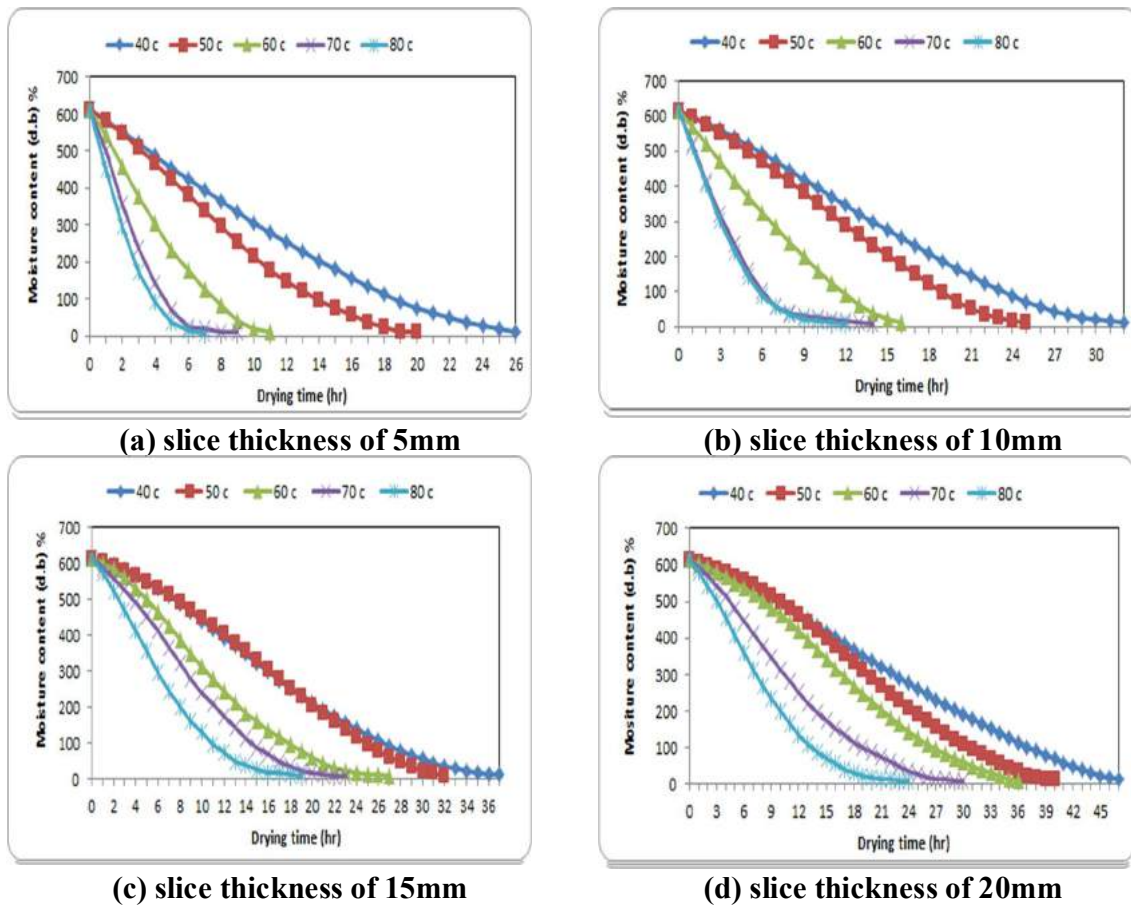 40 c 50 c 60 c 70 c 80 c
700
600
500
400
300
200
100
0
Moisture content (d.b) %
0 2 4 6 8 10 12 14 16 18 20 22 24 26
Drying time (hr)
(a) slice thickness of 5mm
40 c 50 c 60 c 70 c 80 c
700
600
500
400
300
200
100
0
Moisture content (d.b) %
0 3 6 9 12 15 18 21 24 27 30
Drying time (hr)
(b) slice thickness of 10mm
40 c 50 c 60 c 70 c 80 c
700
600
500
400
300
200
100
0
Moisture content (d.b) %
0 2 4 6 8 10 12 14 16 18 20 22 24 26 28 30 32 34 36
Drying time (hr)
(c) slice thickness of 15mm
40 c 50 c 60 c 70 c 80 c
700
600
500
400
300
200
100
0
Mositure content (d.b) %
0 3 6 9 12 15 18 21 24 27 30 33 36 39 42 45
Drying time (hr)
(d) slice thickness of 20mm